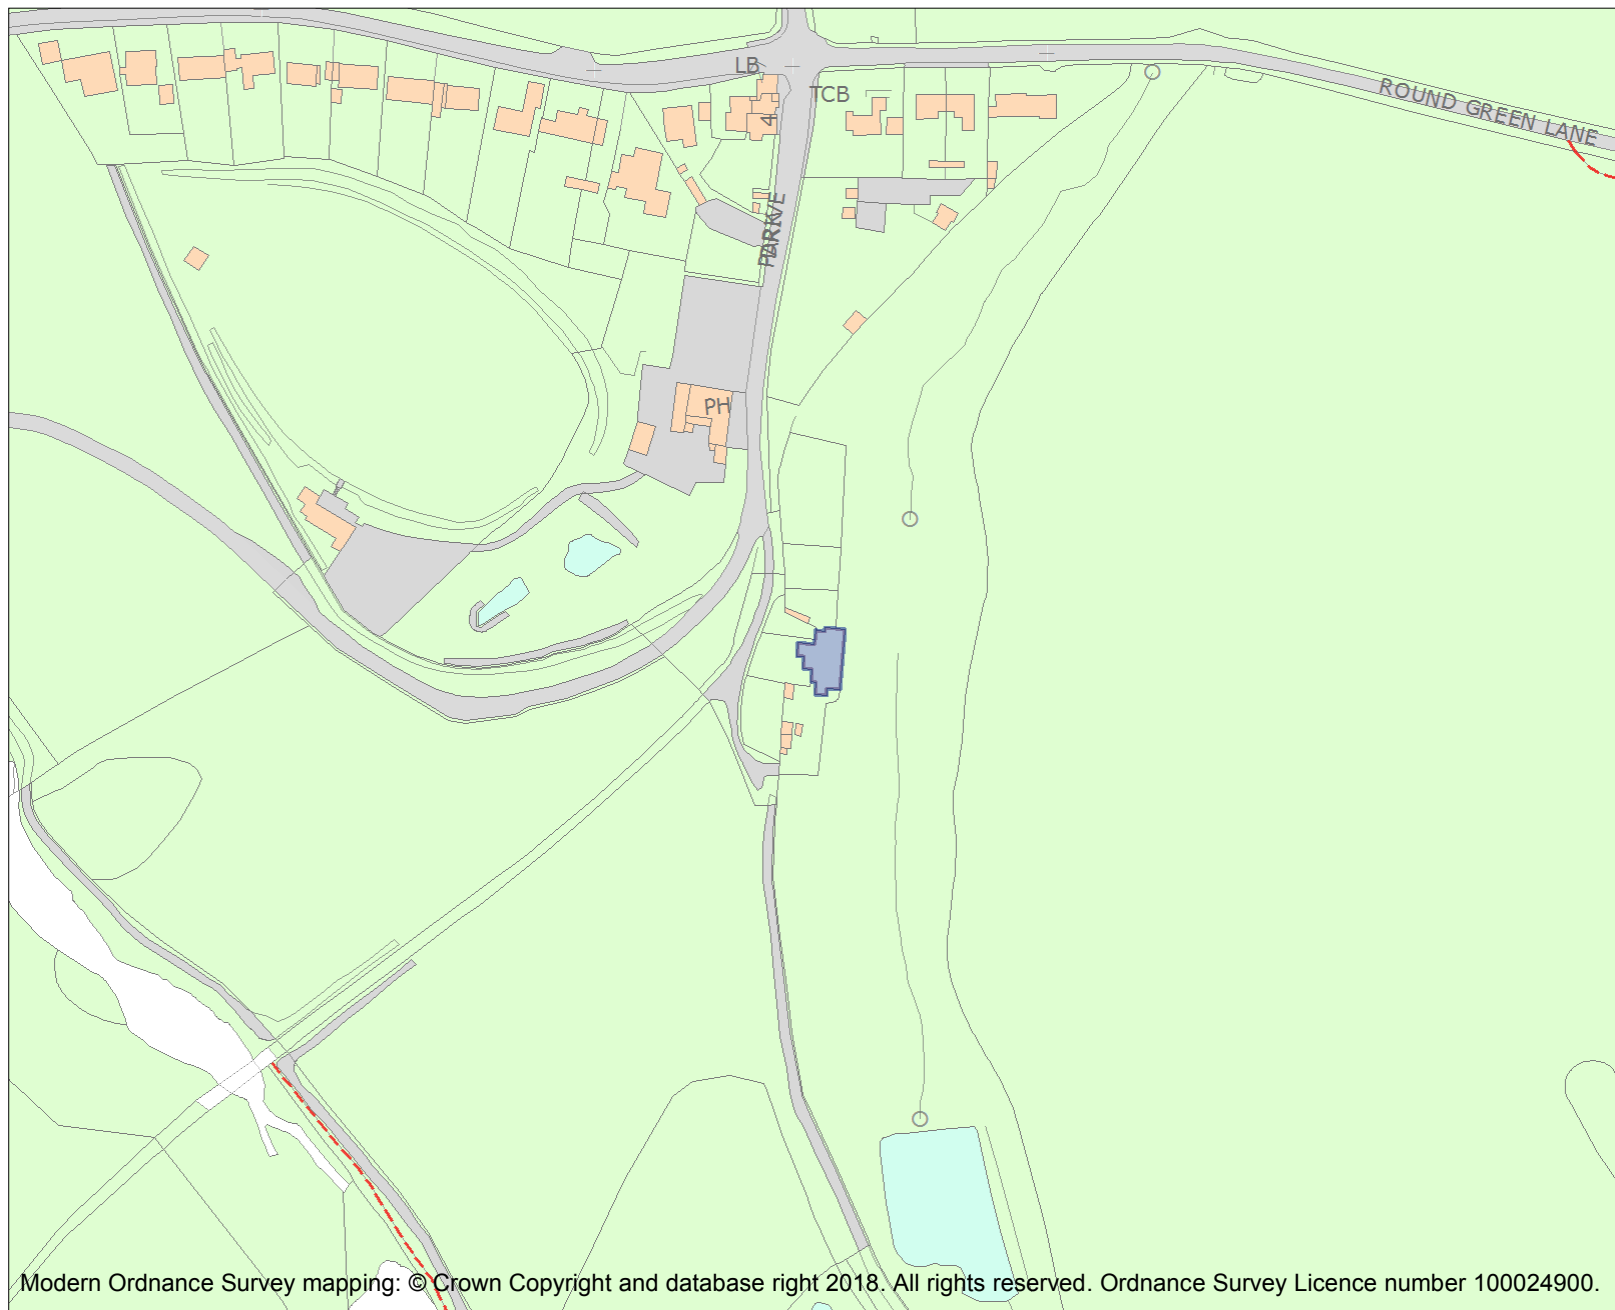 LB
TCB
ROUND GREEN LANE
4
PARK
PH
Modern Ordnance Survey mapping: © Crown Copyright and database right 2018. All rights reserved. Ordnance Survey Licence number 100024900.